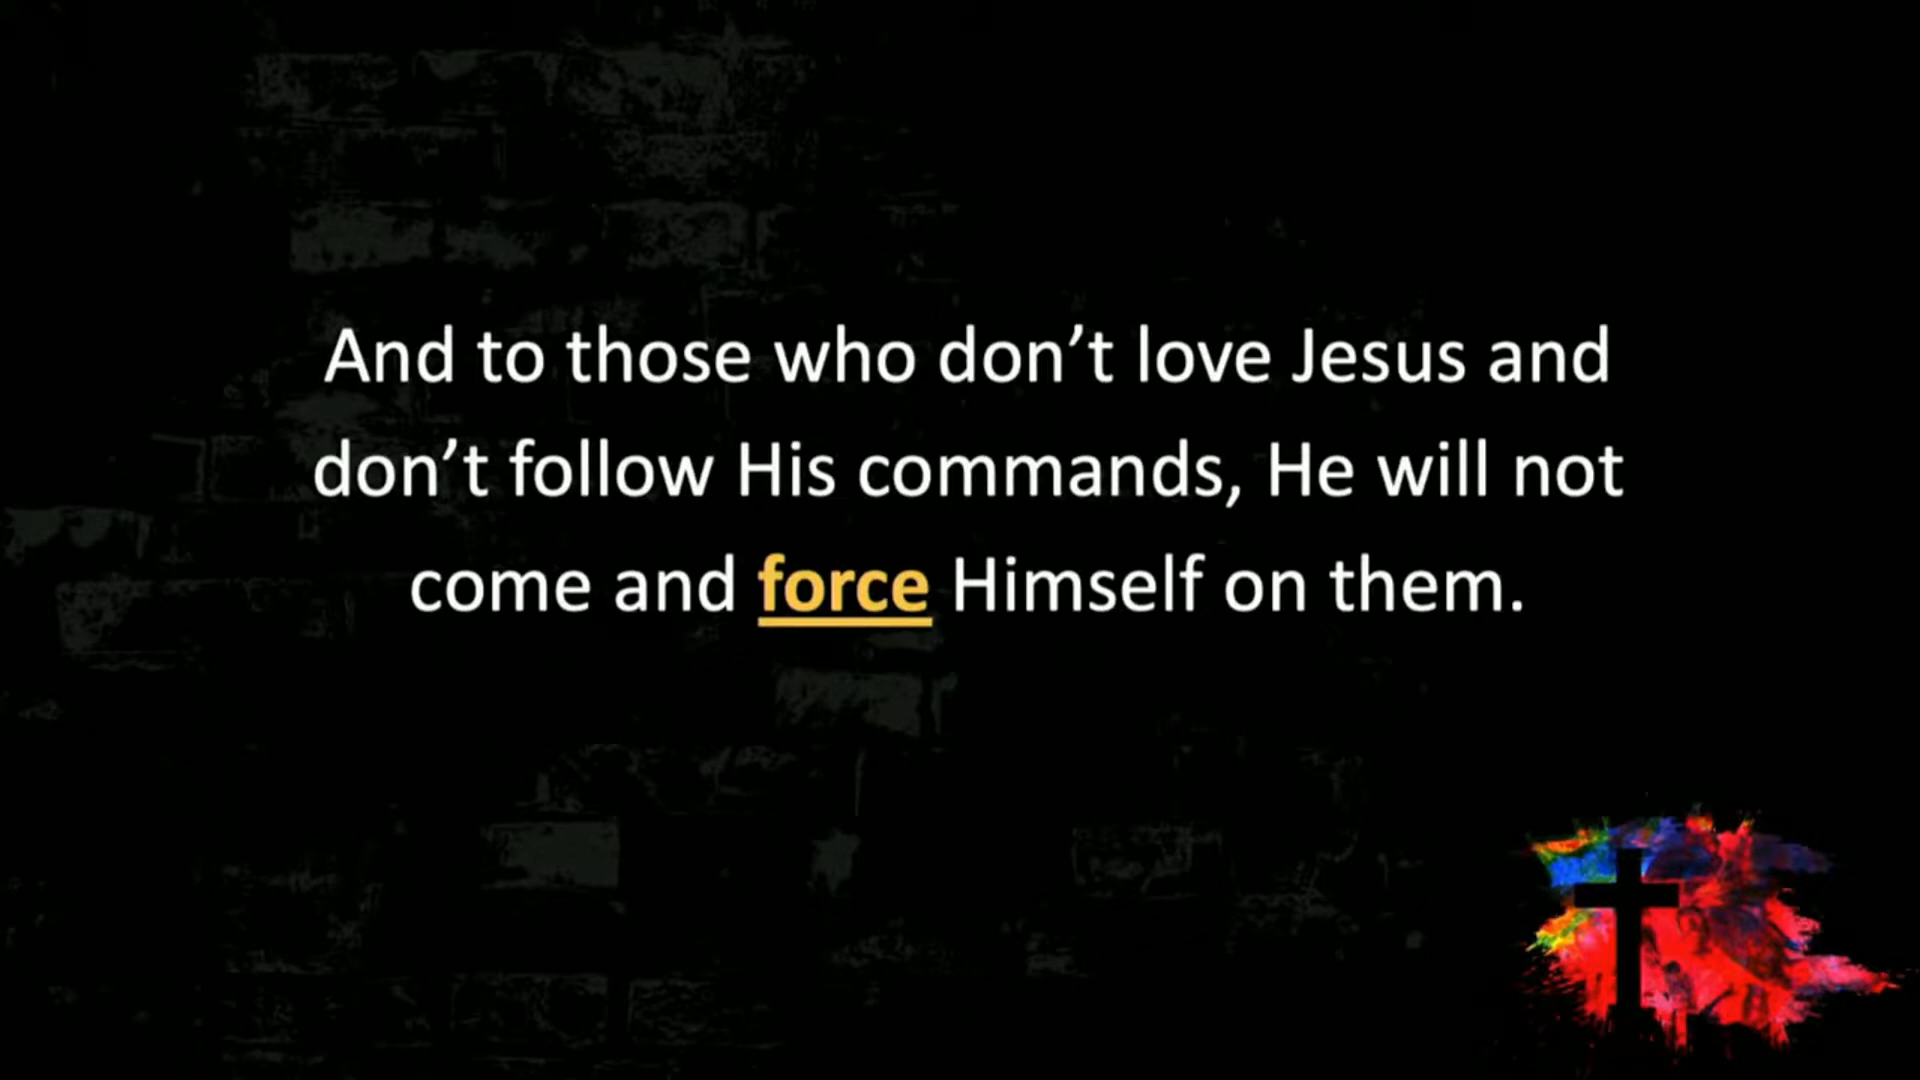 And to those who don’t love Jesus and
don’t follow His commands, He will not
come and force Himself on them.